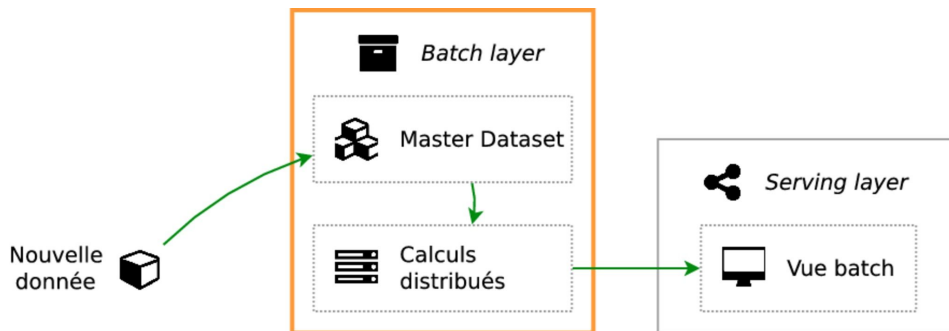 Batch layer
Master Dataset
Serving layer
Nouvelle
donnée
Calculs
distribués
Vue batch